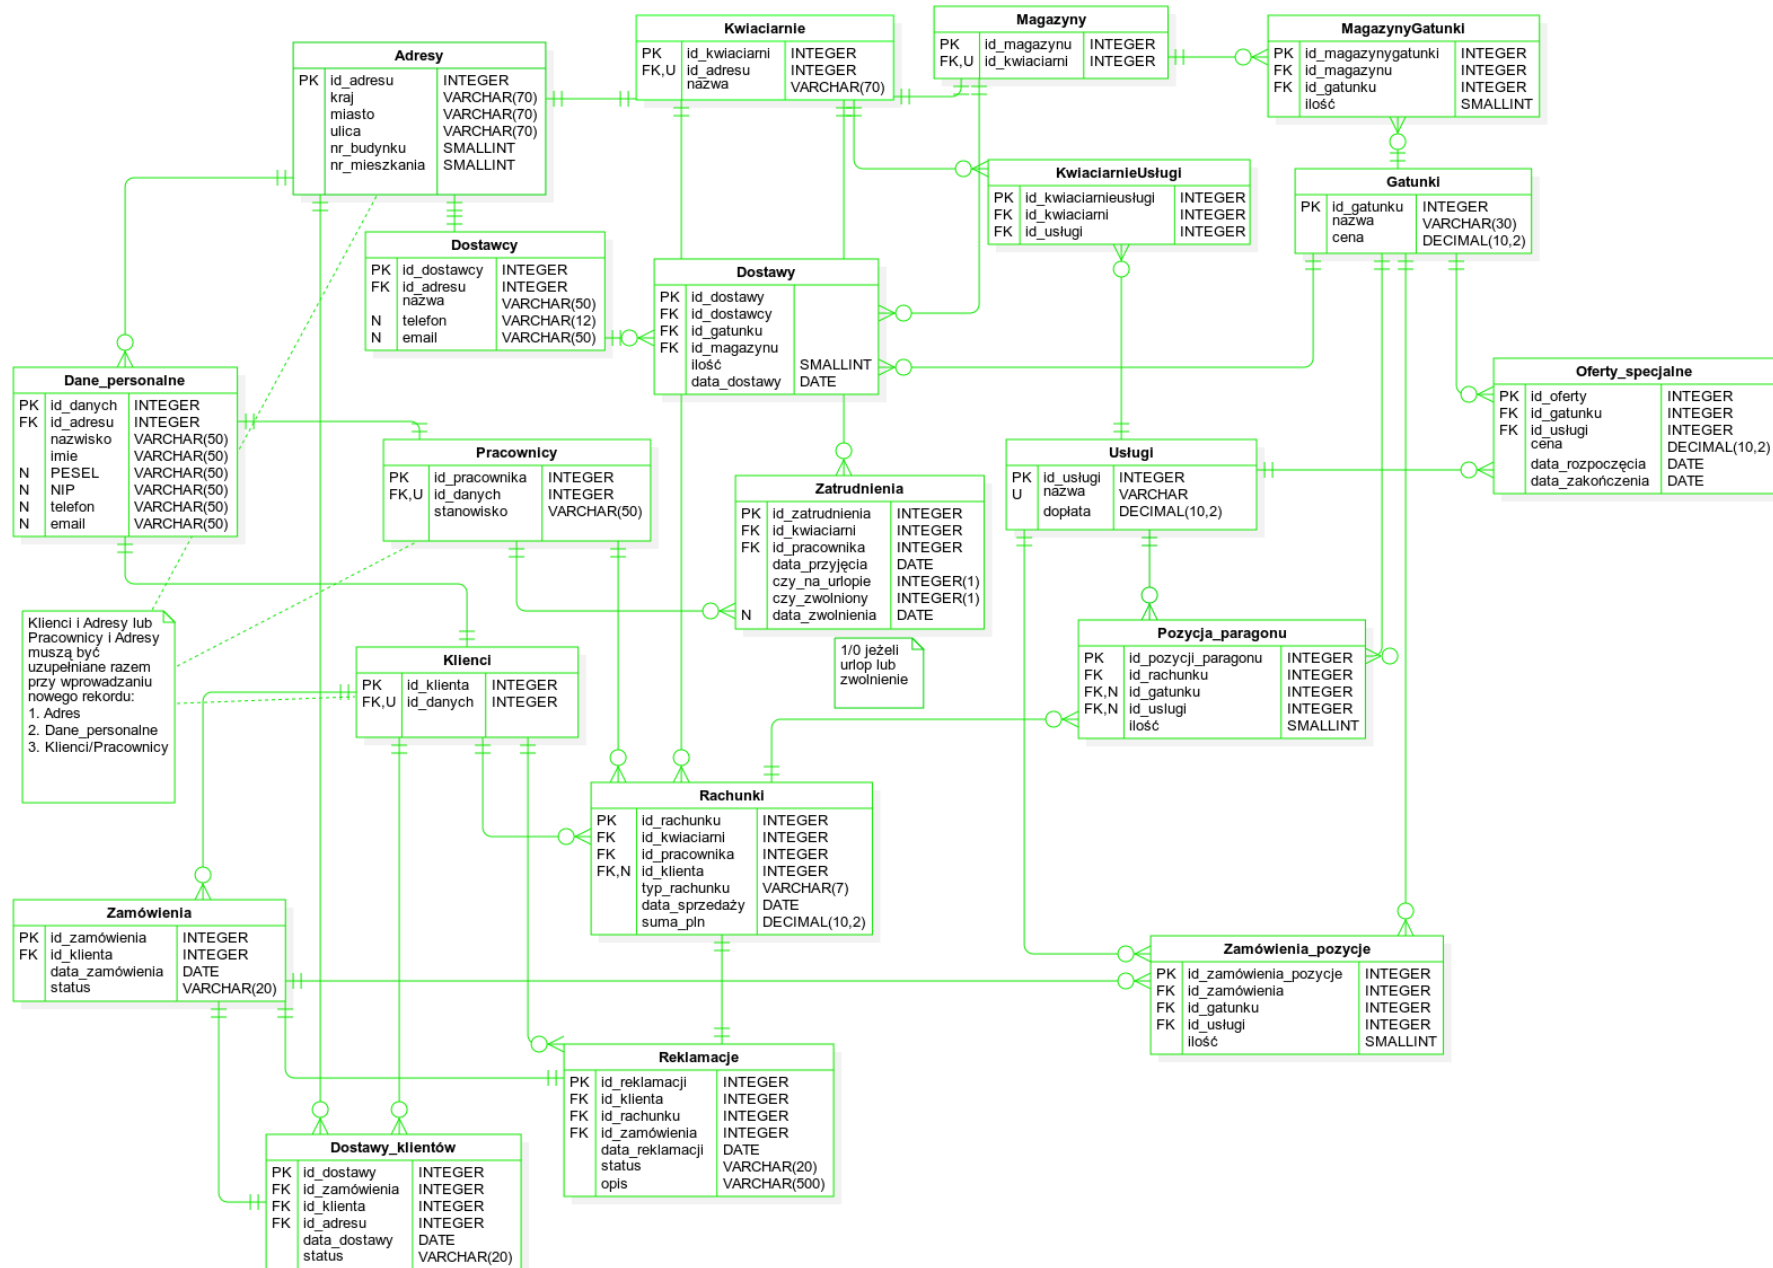 Adresy
PK id_adresu INTEGER
kraj VARCHAR(70)
miasto VARCHAR(70)
ulica VARCHAR(70)
nr_budynku SMALLINT
nr_mieszkania SMALLINT
Kwiaciarnie
PK id_kwiaciarni INTEGER
FK,U id_adresu INTEGER
nazwa VARCHAR(70)
Magazyny
PK id_magazynu INTEGER
FK,U id_kwiaciarni INTEGER
MagazynyGatunki
PK id_magazynygatunki INTEGER
FK id_magazynu INTEGER
FK id_gatunku INTEGER
ilość SMALLINT
KwiaciarnieUsługi
PK id_kwiaciarnieusługi INTEGER
FK id_kwiaciarni INTEGER
FK id_usługi INTEGER
Gatunki
PK id_gatunku INTEGER
nazwa VARCHAR(30)
cena DECIMAL(10,2)
Dostawcy
PK id_dostawcy INTEGER
FK id_adresu INTEGER
nazwa VARCHAR(50)
N telefon VARCHAR(12)
N email VARCHAR(50)
Dostawy
PK id_dostawy
FK id_dostawcy
FK id_gatunku
FK id_magazynu
ilość SMALLINT
data_dostawy DATE
Dane_personalne
PK id_danych INTEGER
FK id_adresu INTEGER
nazwisko VARCHAR(50)
imie VARCHAR(50)
N PESEL VARCHAR(50)
N NIP VARCHAR(50)
N telefon VARCHAR(50)
N email VARCHAR(50)
Oferty_specjalne
PK id_oferty INTEGER
FK id_gatunku INTEGER
FK id_usługi INTEGER
cena DECIMAL(10,2)
data_rozpoczęcia DATE
data_zakończenia DATE
Pracownicy
PK id_pracownika INTEGER
FK,U id_danych INTEGER
stanowisko VARCHAR(50)
Usługi
PK id_usługi INTEGER
U nazwa VARCHAR
dopłata DECIMAL(10,2)
Zatrudnienia
PK id_zatrudnienia INTEGER
FK id_kwiaciarni INTEGER
FK id_pracownika INTEGER
data_przyjęcia DATE
czy_na_urlopie INTEGER(1)
czy_zwolniony INTEGER(1)
N data_zwolnienia DATE
Klienci i Adresy lub
Pracownicy i Adresy
muszą być
uzupełniane razem
przy wprowadzaniu
nowego rekordu:
1. Adres
2. Dane_personalne
3. Klienci/Pracownicy
1/0 jeżeli
urlop lub
zwolnienie
Pozycja_paragonu
PK id_pozycji_paragonu INTEGER
FK id_rachunku INTEGER
FK,N id_gatunku INTEGER
FK,N id_uslugi INTEGER
ilość SMALLINT
Klienci
PK id_klienta INTEGER
FK,U id_danych INTEGER
Rachunki
PK id_rachunku INTEGER
FK id_kwiaciarni INTEGER
FK id_pracownika INTEGER
FK,N id_klienta INTEGER
typ_rachunku VARCHAR(7)
data_sprzedaży DATE
suma_pln DECIMAL(10,2)
Zamówienia
PK id_zamówienia INTEGER
FK id_klienta INTEGER
data_zamówienia DATE
status VARCHAR(20)
Zamówienia_pozycje
PK id_zamówienia_pozycje INTEGER
FK id_zamówienia INTEGER
FK id_gatunku INTEGER
FK id_usługi INTEGER
ilość SMALLINT
Reklamacje
PK id_reklamacji INTEGER
FK id_klienta INTEGER
FK id_rachunku INTEGER
FK id_zamówienia INTEGER
data_reklamacji DATE
status VARCHAR(20)
opis VARCHAR(500)
Dostawy_klientów
PK id_dostawy INTEGER
FK id_zamówienia INTEGER
FK id_klienta INTEGER
FK id_adresu INTEGER
data_dostawy DATE
status VARCHAR(20)